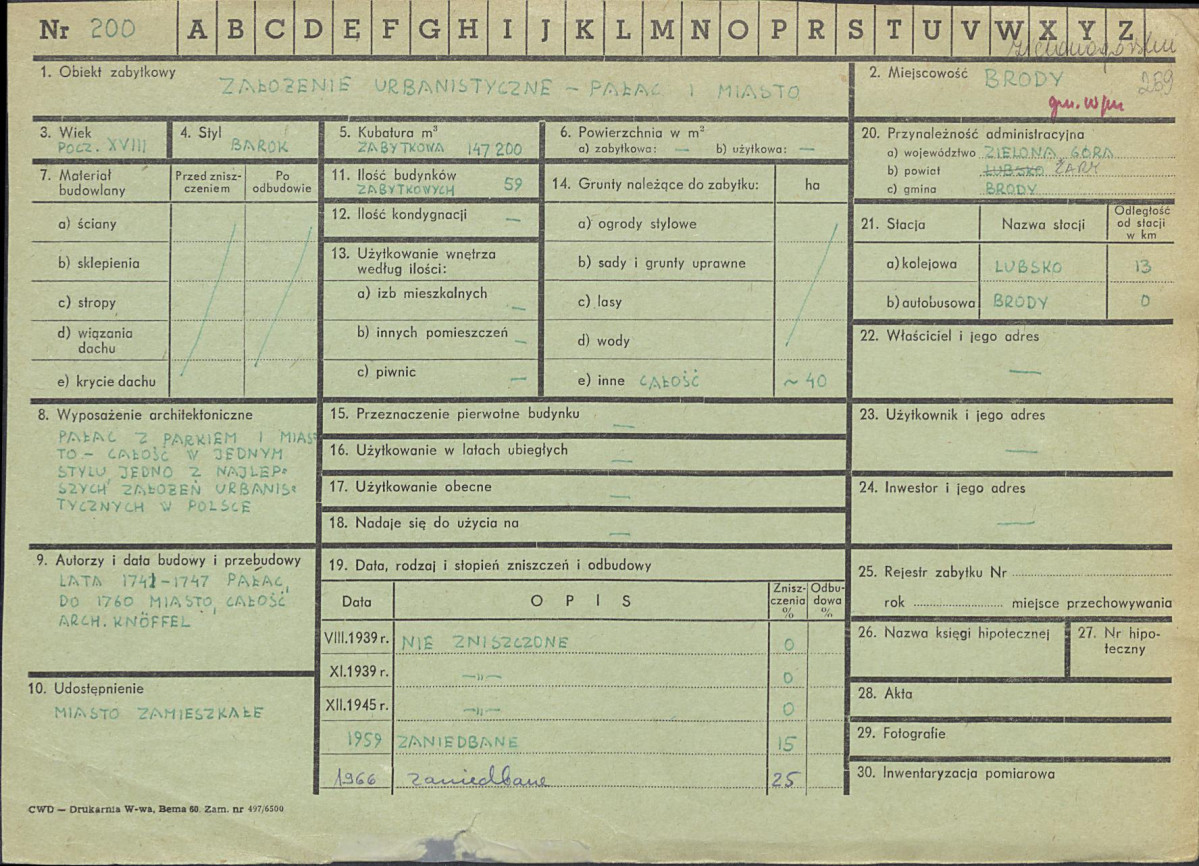 Nr 200 A B C D E F G H I J K L M N O P R S T U V W X Y Z
zielonogórskie
1. Obiekt zabytkowy
ZAŁOŻENIE URBANISTYCZNE – PAŁAC I MIASTO
2. Miejscowość BRODY 259
gm. w/m
3. Wiek
POCZ. XVIII
4. Styl
BAROK
5. Kubatura m³
ZABYTKOWA 147200
6. Powierzchnia w m²
a) zabytkowa: — b) użytkowa: —
7. Materiał budowlany
Przed zniszczeniem
Po odbudowie
a) ściany
b) sklepienia
c) stropy
d) wiązania dachu
e) krycie dachu
8. Wyposażenie architektoniczne
PAŁAC Z PARKIEM I MIAS
TO – CAŁOŚĆ W JEDNYM
STYLU JEDNO Z NAJLEP=
SZYCH ZAŁOŻEŃ URBANIS=
TYCZNYCH W POLSCE
9. Autorzy i data budowy i przebudowy
LATA 1741–1747 PAŁAC,
DO 1760 MIASTO, CAŁOŚĆ
ARCH. KNÖFFEL
10. Udostępnienie
MIASTO ZAMIESZKAŁE
11. Ilość budynków 59
ZABYTKOWYCH
12. Ilość kondygnacji —
13. Użytkowanie wnętrza
według ilości:
a) izb mieszkalnych —
b) innych pomieszczeń —
c) piwnic —
14. Grunty należące do zabytku: ha
a) ogrody stylowe
b) sady i grunty uprawne
c) lasy
d) wody
e) inne CAŁOŚĆ ~ 40
15. Przeznaczenie pierwotne budynku —
16. Użytkowanie w latach ubiegłych —
17. Użytkowanie obecne —
18. Nadaje się do użycia na —
19. Data, rodzaj i stopień zniszczeń i odbudowy
Data OPIS Zniszczenia % Odbudowa %
VIII.1939 r. NIE ZNISZCZONE 0
XI.1939 r. —"— 0
XII.1945 r. —"— 0
1959 ZANIEDBANE 15
1966 zaniedbane 25
20. Przynależność administracyjna
a) województwo ZIELONA GÓRA
b) powiat LUBSKO ŻARY
c) gmina BRODY
21. Stacja Nazwa stacji Odległość od stacji w km
a) kolejowa LUBSKO 13
b) autobusowa BRODY 0
22. Właściciel i jego adres
—
23. Użytkownik i jego adres
—
24. Inwestor i jego adres
—
25. Rejestr zabytku Nr
rok miejsce przechowywania
26. Nazwa księgi hipotecznej
27. Nr hipoteczny
28. Akta
29. Fotografie
30. Inwentaryzacja pomiarowa
CWD — Drukarnia W-wa, Bema 60. Zam. nr 497/6500